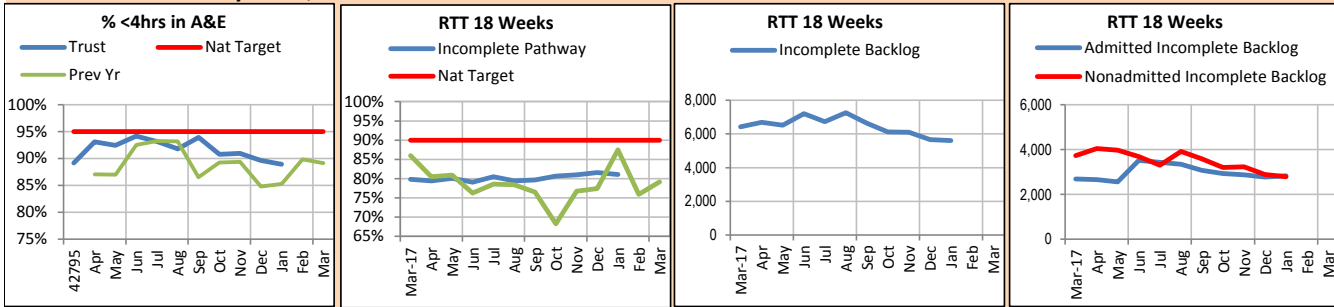 % <4hrs in A&E
Trust
Nat Target
Prev Yr
100%
95%
90%
85%
80%
75%
42795
Apr
May
Jun
Jul
Aug
Sep
Oct
Nov
Dec
Jan
Feb
Mar
RTT 18 Weeks
Incomplete Pathway
Nat Target
100%
95%
90%
85%
80%
75%
70%
65%
Mar-17
Apr
May
Jun
Jul
Aug
Sep
Oct
Nov
Dec
Jan
Feb
Mar
RTT 18 Weeks
Incomplete Backlog
8,000
6,000
4,000
2,000
0
Mar-17
Apr
May
Jun
Jul
Aug
Sep
Oct
Nov
Dec
Jan
Feb
Mar
RTT 18 Weeks
Admitted Incomplete Backlog
Nonadmitted Incomplete Backlog
6,000
4,000
2,000
0
Mar-17
Apr
May
Jun
Jul
Aug
Sep
Oct
Nov
Dec
Jan
Feb
Mar